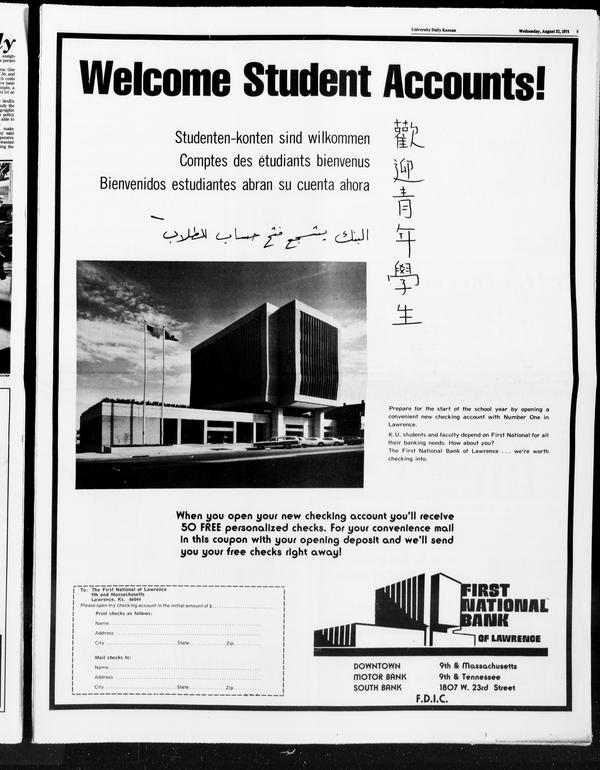 University Daily Kansan
Wednesday, August 21, 1974
Welcome Student Accounts!
Studenten-konten sind wilkommen
Comptes des étudiants bienvenus
Bienvenidos estudiantes abran su cuenta ahora
البنك يشجع فتح حساب للطلاب
歡迎青年學生
Prepare for the start of the school year by opening a
convenient new checking account with Number One in
Lawrence.
K.U. students and faculty depend on First National for all
their banking needs. How about you?
The First National Bank of Lawrence . . . we're worth
checking into.
When you open your new checking account you'll receive
50 FREE personalized checks. For your convenience mail
in this coupon with your opening deposit and we'll send
you your free checks right away!
To: The First National of Lawrence
9th and Massachusetts
Lawrence, Ks. 66044
Please open my checking account in the initial amount of $
Print checks as follows:
Name
Address
City State Zip
Mail checks to:
Name
Address
City State Zip
FIRST
NATIONAL
BANK
OF LAWRENCE
DOWNTOWN 9th & Massachusetts
MOTOR BANK 9th & Tennessee
SOUTH BANK 1807 W. 23rd Street
F.D.I.C.